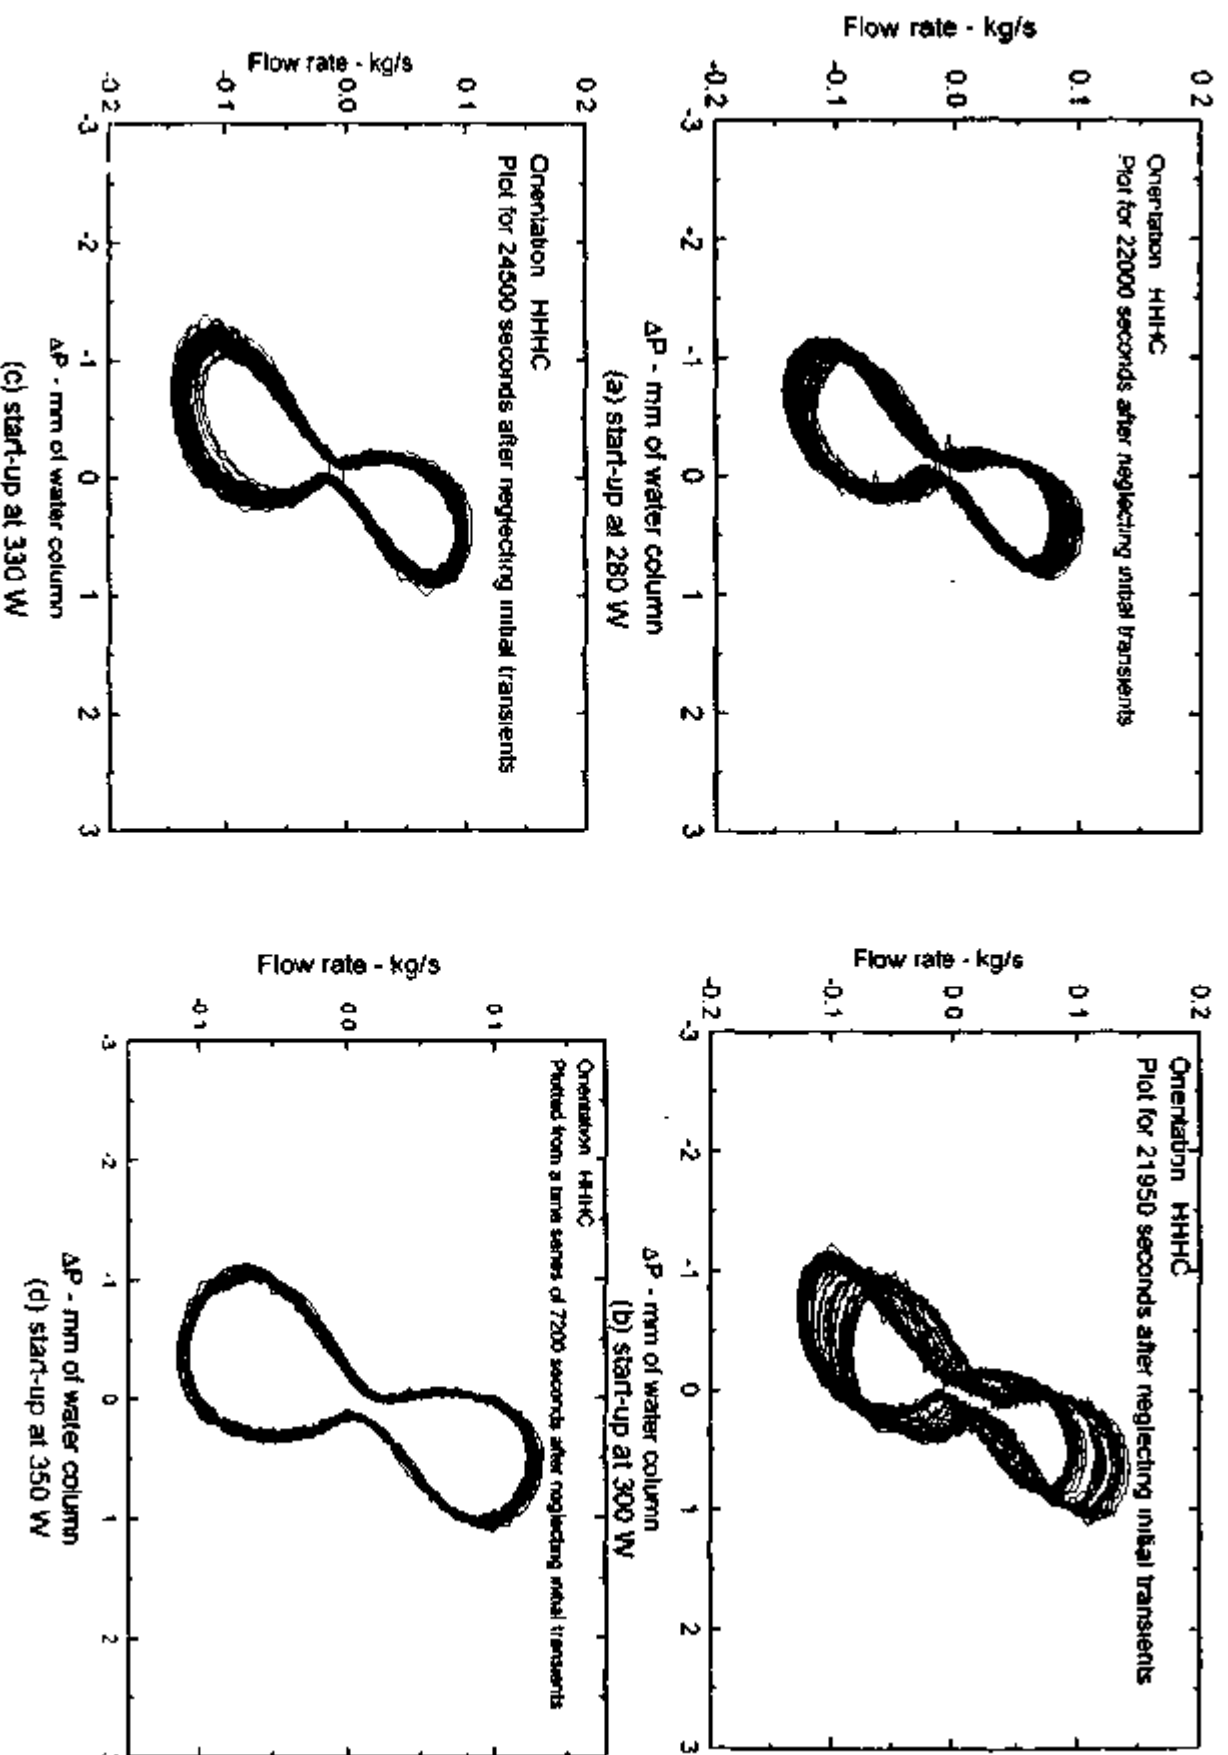 Flow rate - kg/s
0 2
0.1
0.0
-0.1
-0.2
Orientation HHHC
Plot for 22000 seconds after neglecting initial transients
-3 -2 -1 0 1 2 3
ΔP - mm of water column
(a) start-up at 280 W
Flow rate - kg/s
0.2
0 1
0 0
-0.1
-0.2
Orientation HHHC
Plot for 21950 seconds after neglecting initial transients
-3 -2 -1 0 1 2 3
ΔP - mm of water column
(b) start-up at 300 W
Flow rate - kg/s
0 2
0 1
0.0
-0.1
-0.2
Orientation HHHC
Plot for 24500 seconds after neglecting initial transients
-3 -2 -1 0 1 2 3
ΔP - mm of water column
(c) start-up at 330 W
Flow rate - kg/s
0 1
0 0
-0.1
Orientation HHHC
Plotted from a time series of 7200 seconds after neglecting initial transients
-3 -2 -1 0 1 2
ΔP - mm of water column
(d) start-up at 350 W